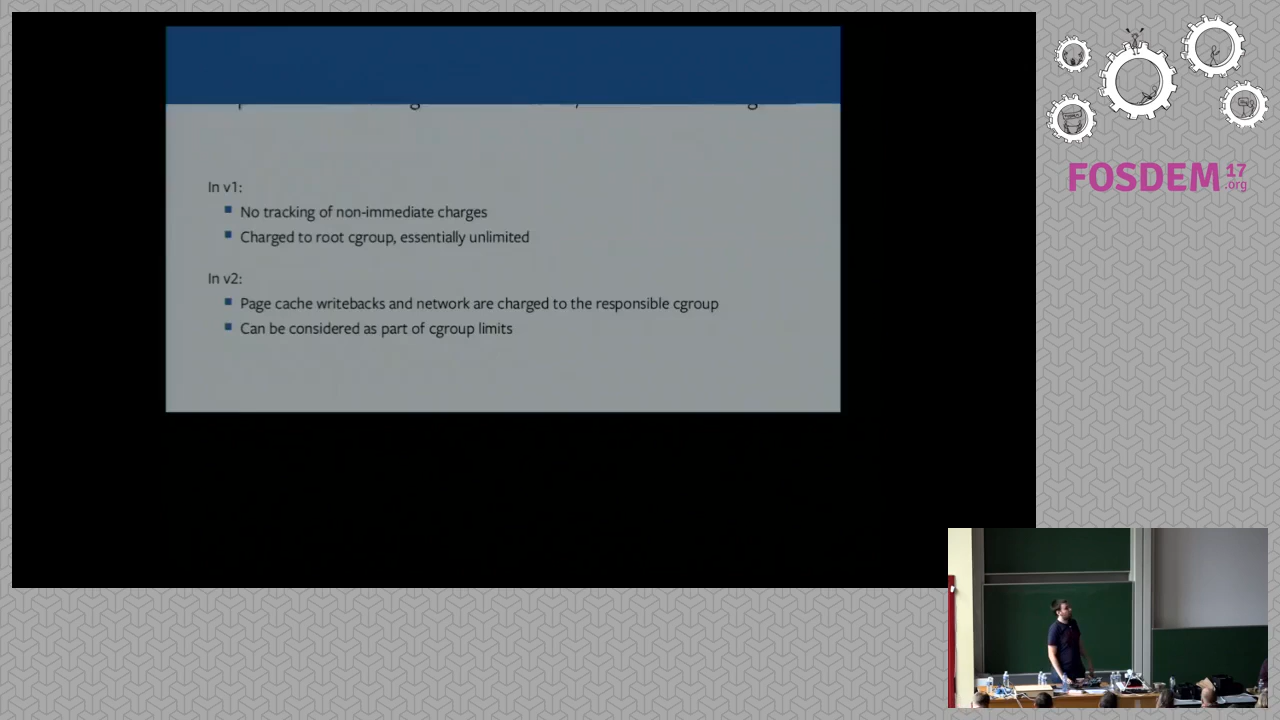 In v1:
No tracking of non-immediate charges
Charged to root cgroup, essentially unlimited
In v2:
Page cache writebacks and network are charged to the responsible cgroup
Can be considered as part of cgroup limits
FOSDEM 17
.org